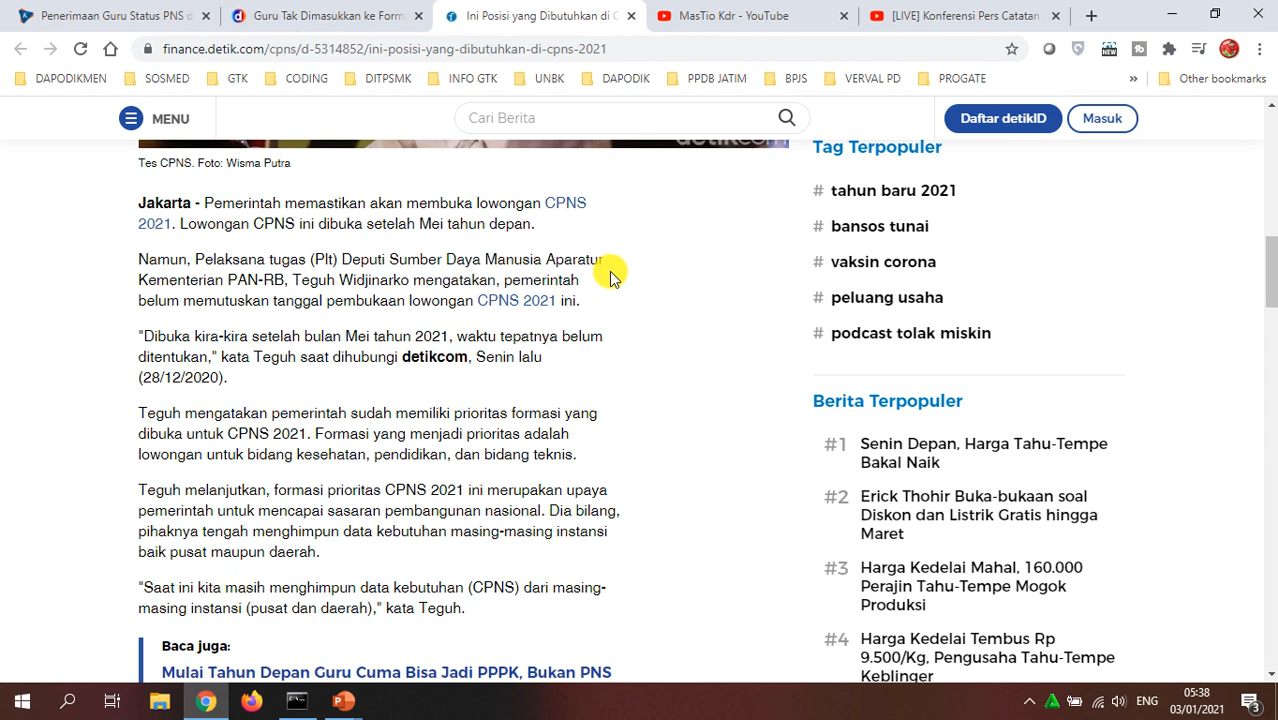 Penerimaan Guru Status PNS d
Guru Tak Dimasukkan ke Forma
Ini Posisi yang Dibutuhkan di C
MasTio Kdr - YouTube
[LIVE] Konferensi Pers Catatan
finance.detik.com/cpns/d-5314852/ini-posisi-yang-dibutuhkan-di-cpns-2021
DAPODIKMEN
SOSMED
GTK
CODING
DITPSMK
INFO GTK
UNBK
DAPODIK
PPDB JATIM
BPJS
VERVAL PD
PROGATE
Other bookmarks
MENU
Cari Berita
Daftar detikID
Masuk
detikcom
Tes CPNS. Foto: Wisma Putra
Jakarta - Pemerintah memastikan akan membuka lowongan CPNS
2021. Lowongan CPNS ini dibuka setelah Mei tahun depan.
Namun, Pelaksana tugas (Plt) Deputi Sumber Daya Manusia Aparatur
Kementerian PAN-RB, Teguh Widjinarko mengatakan, pemerintah
belum memutuskan tanggal pembukaan lowongan CPNS 2021 ini.
"Dibuka kira-kira setelah bulan Mei tahun 2021, waktu tepatnya belum
ditentukan," kata Teguh saat dihubungi detikcom, Senin lalu
(28/12/2020).
Teguh mengatakan pemerintah sudah memiliki prioritas formasi yang
dibuka untuk CPNS 2021. Formasi yang menjadi prioritas adalah
lowongan untuk bidang kesehatan, pendidikan, dan bidang teknis.
Teguh melanjutkan, formasi prioritas CPNS 2021 ini merupakan upaya
pemerintah untuk mencapai sasaran pembangunan nasional. Dia bilang,
pihaknya tengah menghimpun data kebutuhan masing-masing instansi
baik pusat maupun daerah.
"Saat ini kita masih menghimpun data kebutuhan (CPNS) dari masing-
masing instansi (pusat dan daerah)," kata Teguh.
Baca juga:
Mulai Tahun Depan Guru Cuma Bisa Jadi PPPK, Bukan PNS
Tag Terpopuler
# tahun baru 2021
# bansos tunai
# vaksin corona
# peluang usaha
# podcast tolak miskin
Berita Terpopuler
#1 Senin Depan, Harga Tahu-Tempe
Bakal Naik
#2 Erick Thohir Buka-bukaan soal
Diskon dan Listrik Gratis hingga
Maret
#3 Harga Kedelai Mahal, 160.000
Perajin Tahu-Tempe Mogok
Produksi
#4 Harga Kedelai Tembus Rp
9.500/Kg, Pengusaha Tahu-Tempe
Keblinger
ENG
05:38
03/01/2021
3